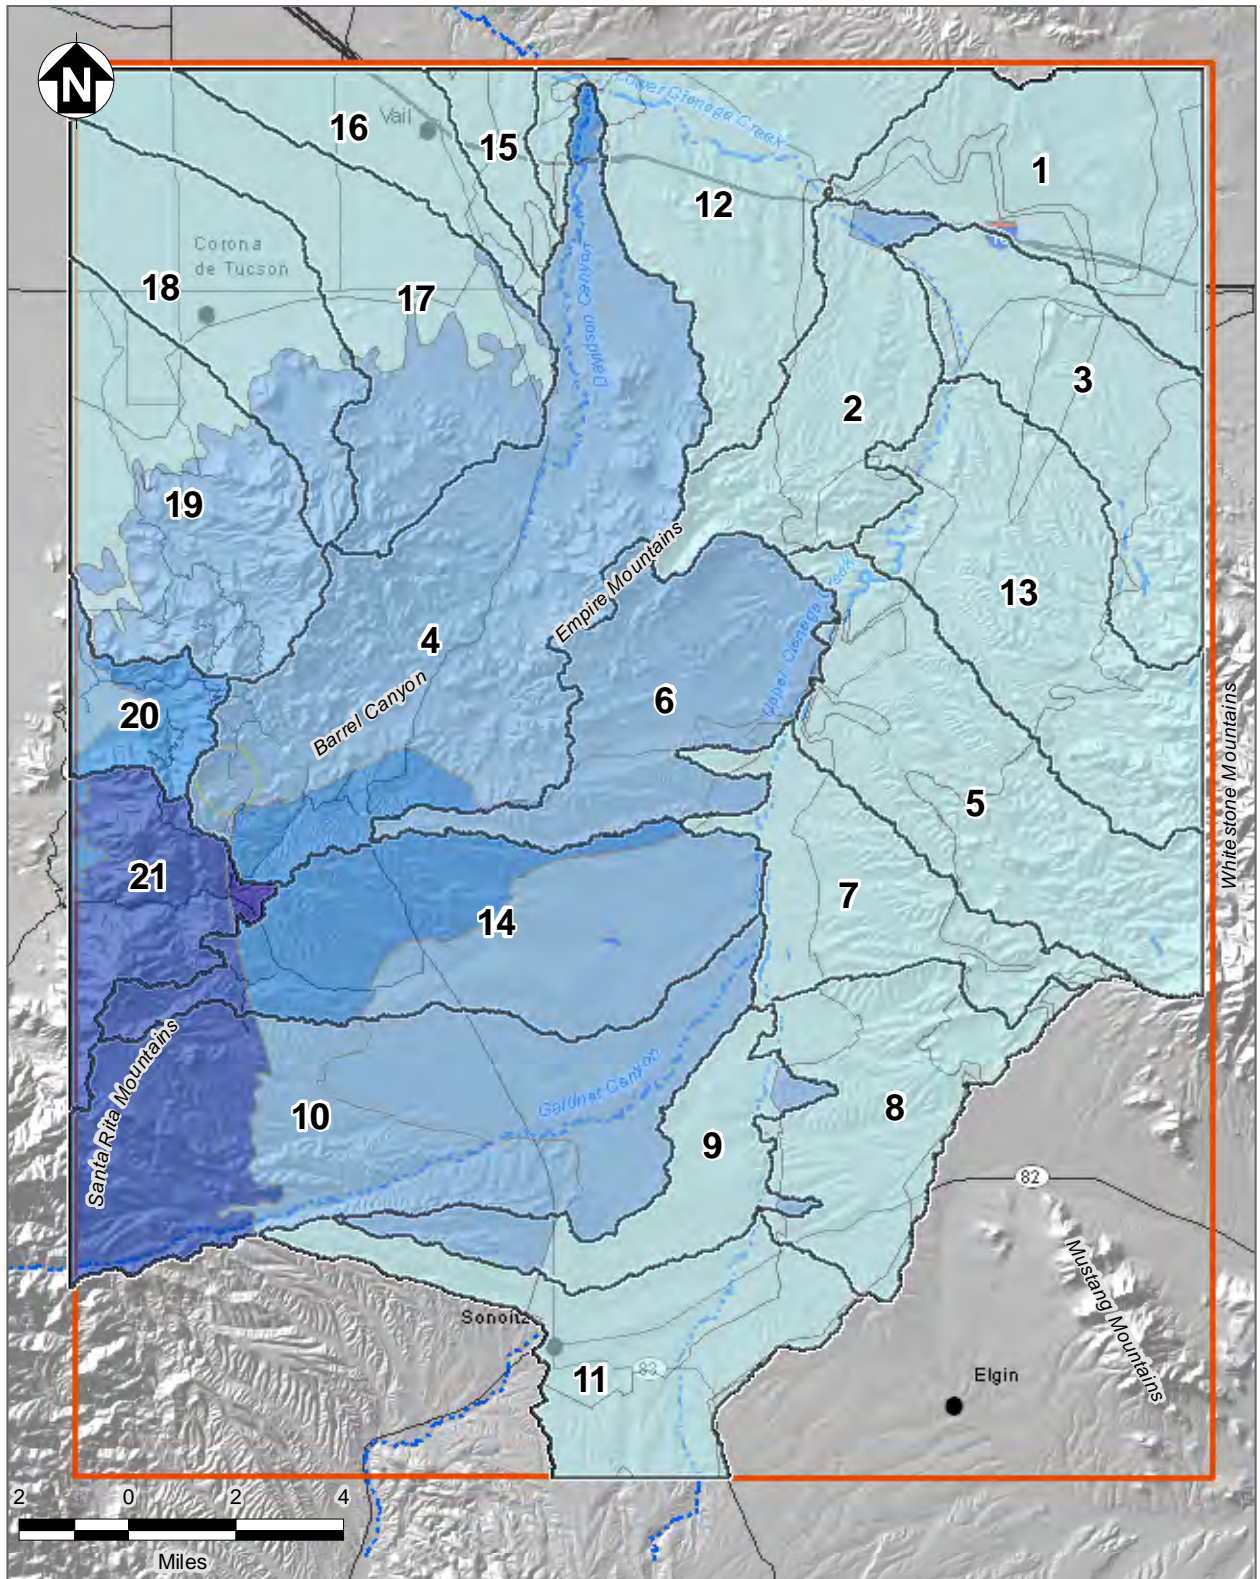 N
Lower Cienega Creek
16
Vail
15
1
12
Corona
de Tucson
18
17
Davidson Canyon
3
2
19
Empire Mountains
13
4
Upper Cienega Creek
6
Barrel Canyon
20
White stone Mountains
5
21
7
14
Santa Rita Mountains
Gardner Canyon
10
8
9
82
Mustang Mountains
Sonoita
11
83
Elgin
2 0 2 4
Miles